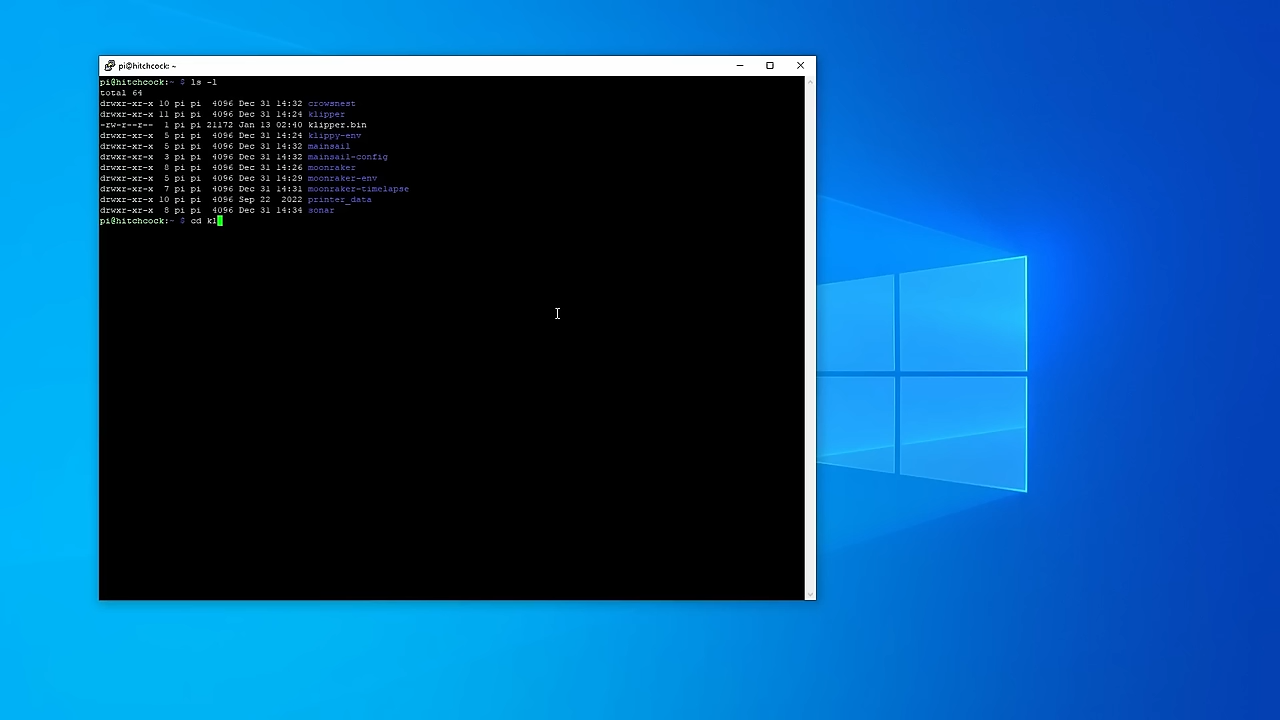 pi@hitchcock: ~
pi@hitchcock:~ $ ls -l
total 64
drwxr-xr-x 10 pi pi  4096 Dec 31 14:32 crowsnest
drwxr-xr-x 11 pi pi  4096 Dec 31 14:24 klipper
-rw-r--r--  1 pi pi 21172 Jan 13 02:40 klipper.bin
drwxr-xr-x  5 pi pi  4096 Dec 31 14:24 klippy-env
drwxr-xr-x  5 pi pi  4096 Dec 31 14:32 mainsail
drwxr-xr-x  3 pi pi  4096 Dec 31 14:32 mainsail-config
drwxr-xr-x  8 pi pi  4096 Dec 31 14:26 moonraker
drwxr-xr-x  5 pi pi  4096 Dec 31 14:29 moonraker-env
drwxr-xr-x  7 pi pi  4096 Dec 31 14:31 moonraker-timelapse
drwxr-xr-x 10 pi pi  4096 Sep 22  2022 printer_data
drwxr-xr-x  8 pi pi  4096 Dec 31 14:34 sonar
pi@hitchcock:~ $ cd kl